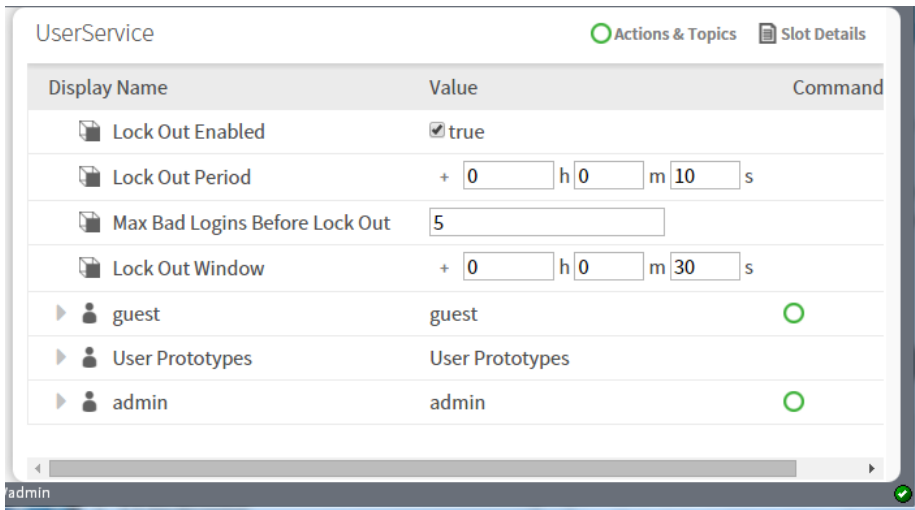 UserService Actions & Topics Slot Details
Display Name Value Command
Lock Out Enabled true
Lock Out Period + 0 h 0 m 10 s
Max Bad Logins Before Lock Out 5
Lock Out Window + 0 h 0 m 30 s
guest guest
User Prototypes User Prototypes
admin admin
/admin